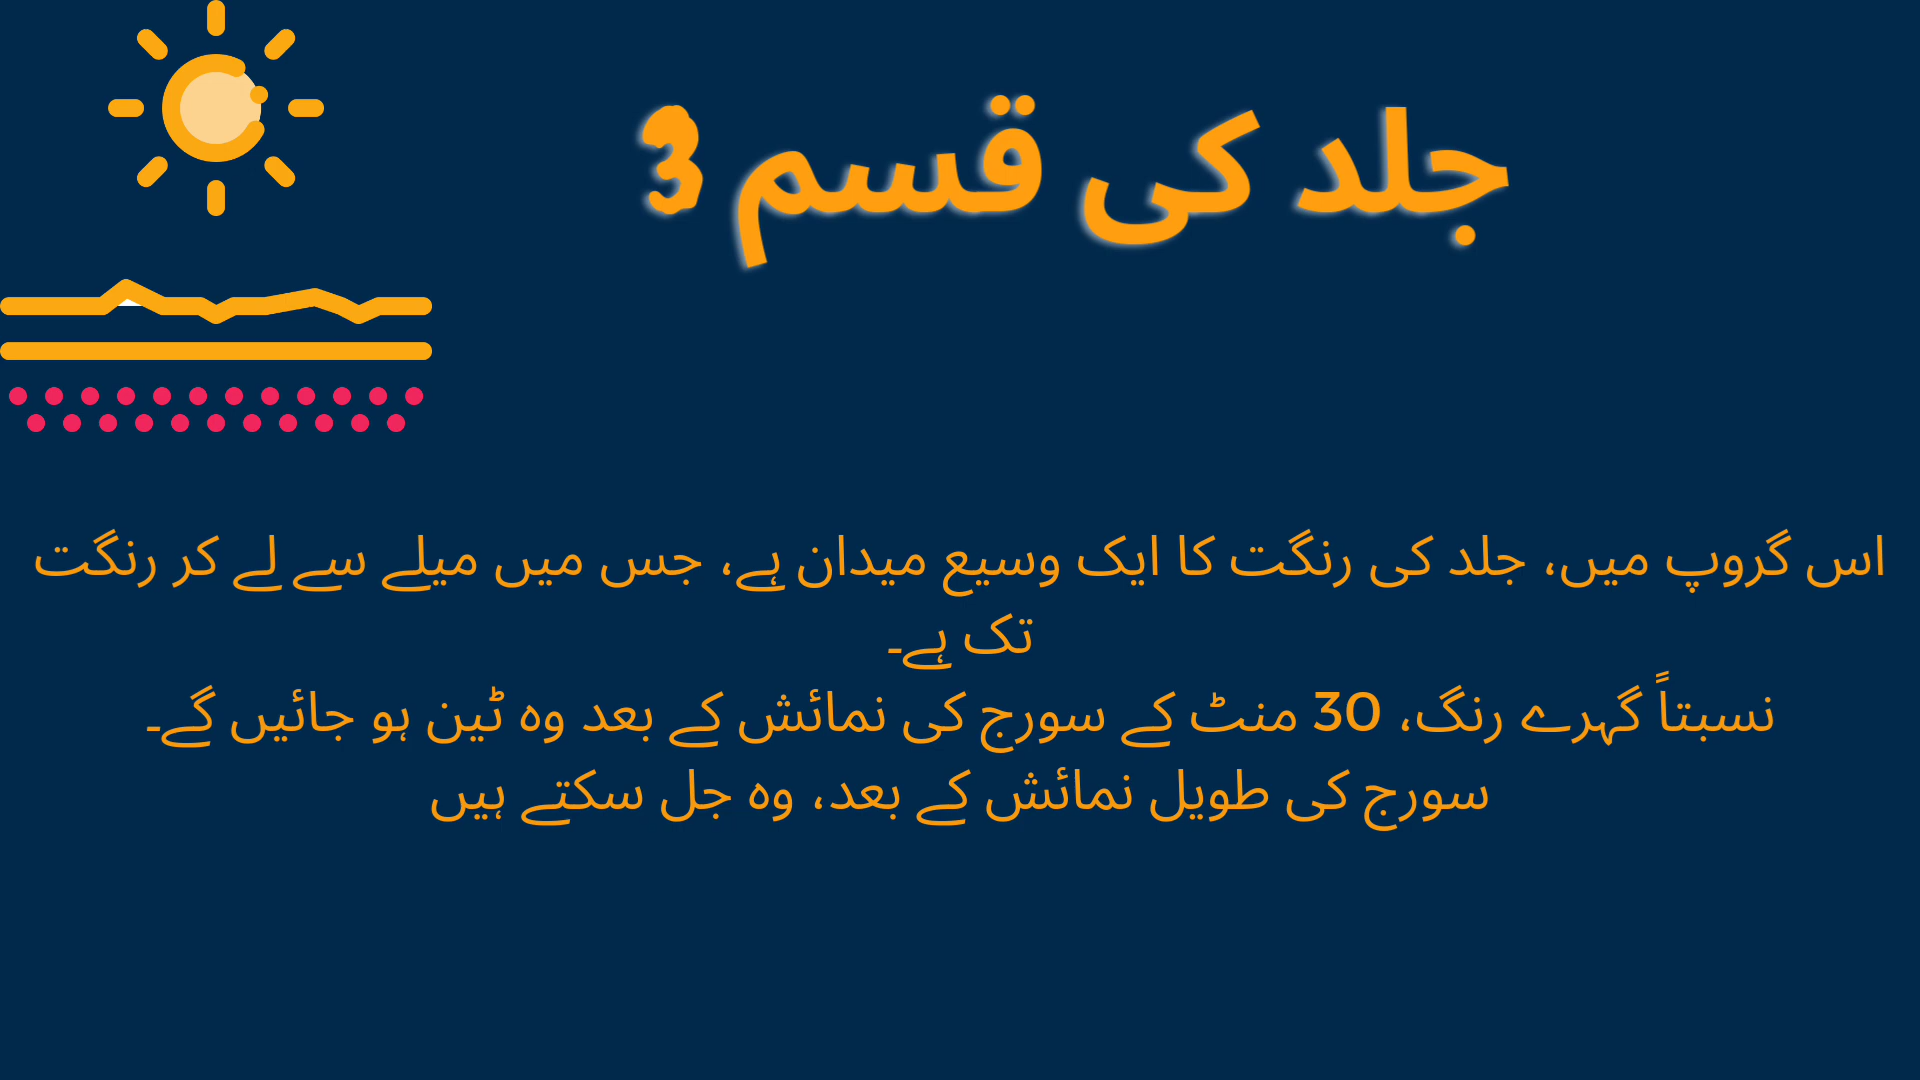 جلد کی قسم 3
اس گروپ میں، جلد کی رنگت کا ایک وسیع میدان ہے، جس میں میلے سے لے کر رنگت
تک ہے۔
نسبتاً گہرے رنگ، 30 منٹ کے سورج کی نمائش کے بعد وہ ٹین ہو جائیں گے۔
سورج کی طویل نمائش کے بعد، وہ جل سکتے ہیں